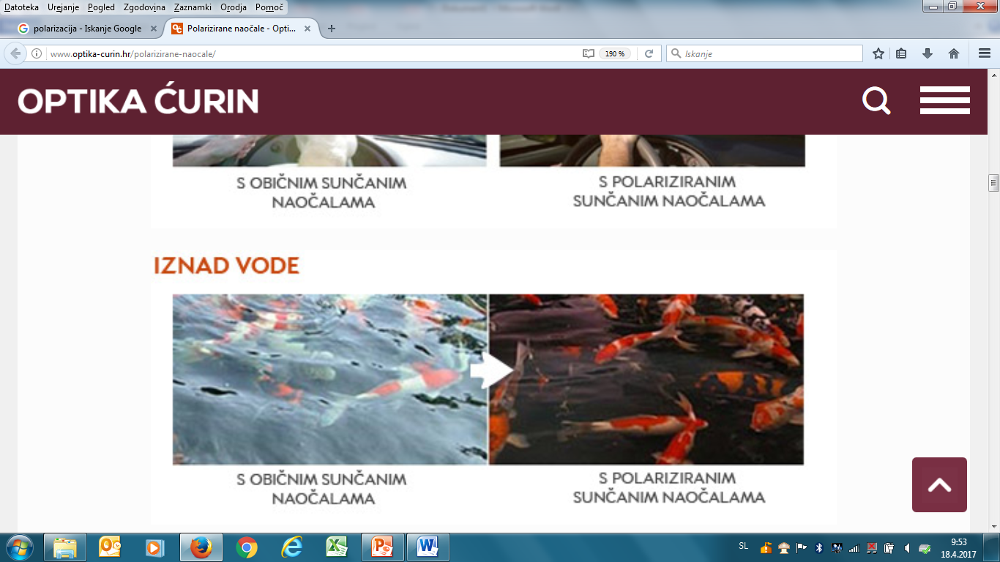 Datoteka Urejanje Pogled Zgodovina Zaznamki Orodja Pomoč
polarizacija - Iskanje Google
Polarizirane naočale - Opti...
www.optika-curin.hr/polarizirane-naocale/
190 %
Iskanje
OPTIKA ĆURIN
S OBIČNIM SUNČANIM
NAOČALAMA
S POLARIZIRANIM
SUNČANIM NAOČALAMA
IZNAD VODE
S OBIČNIM SUNČANIM
NAOČALAMA
S POLARIZIRANIM
SUNČANIM NAOČALAMA
SL
9:53
18.4.2017